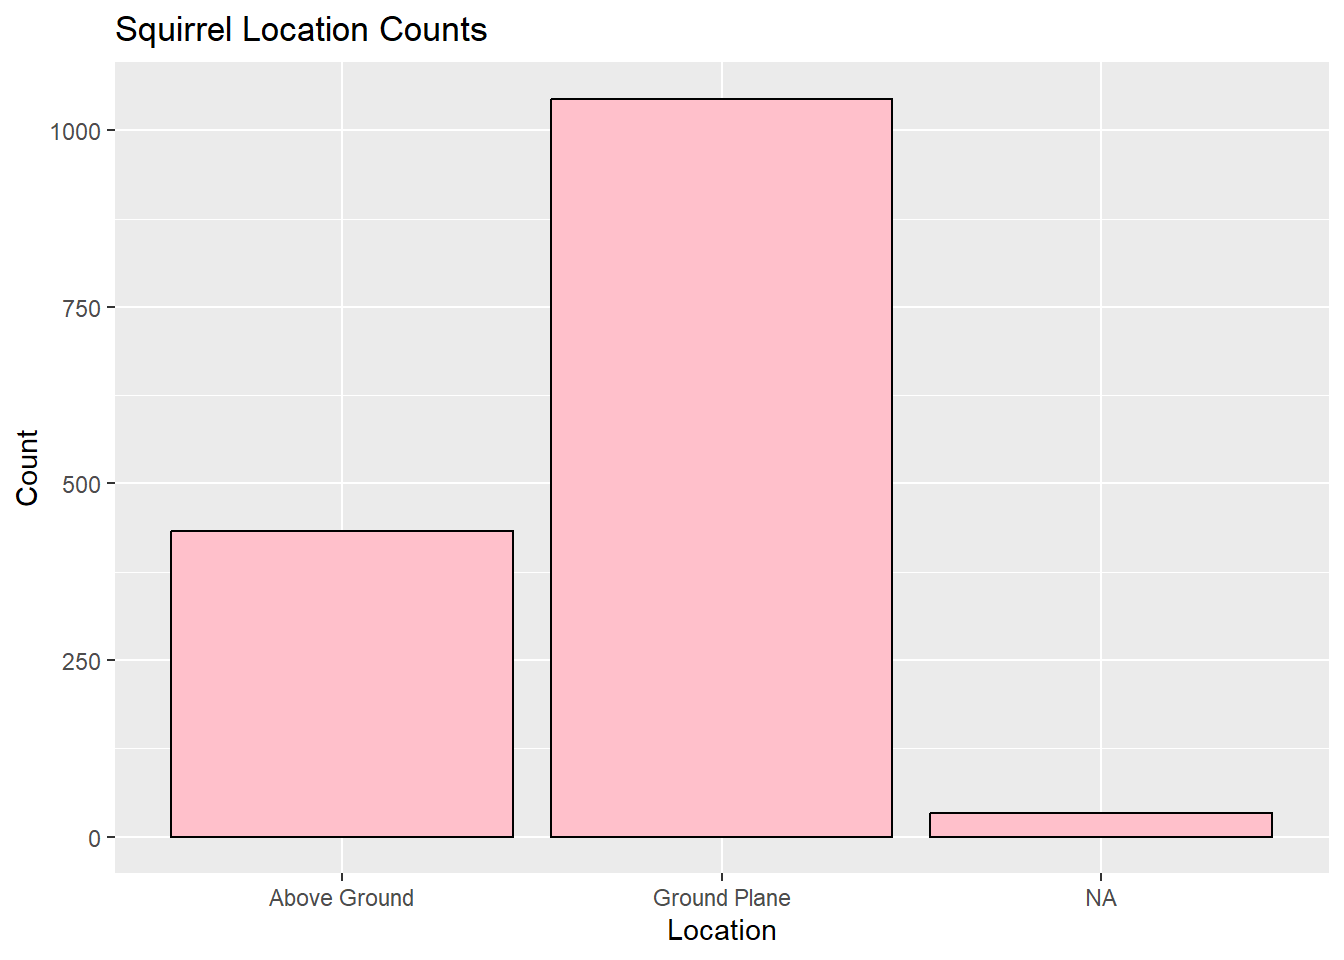 Squirrel Location Counts
1000
750
500
250
0
Count
Above Ground
Ground Plane
NA
Location